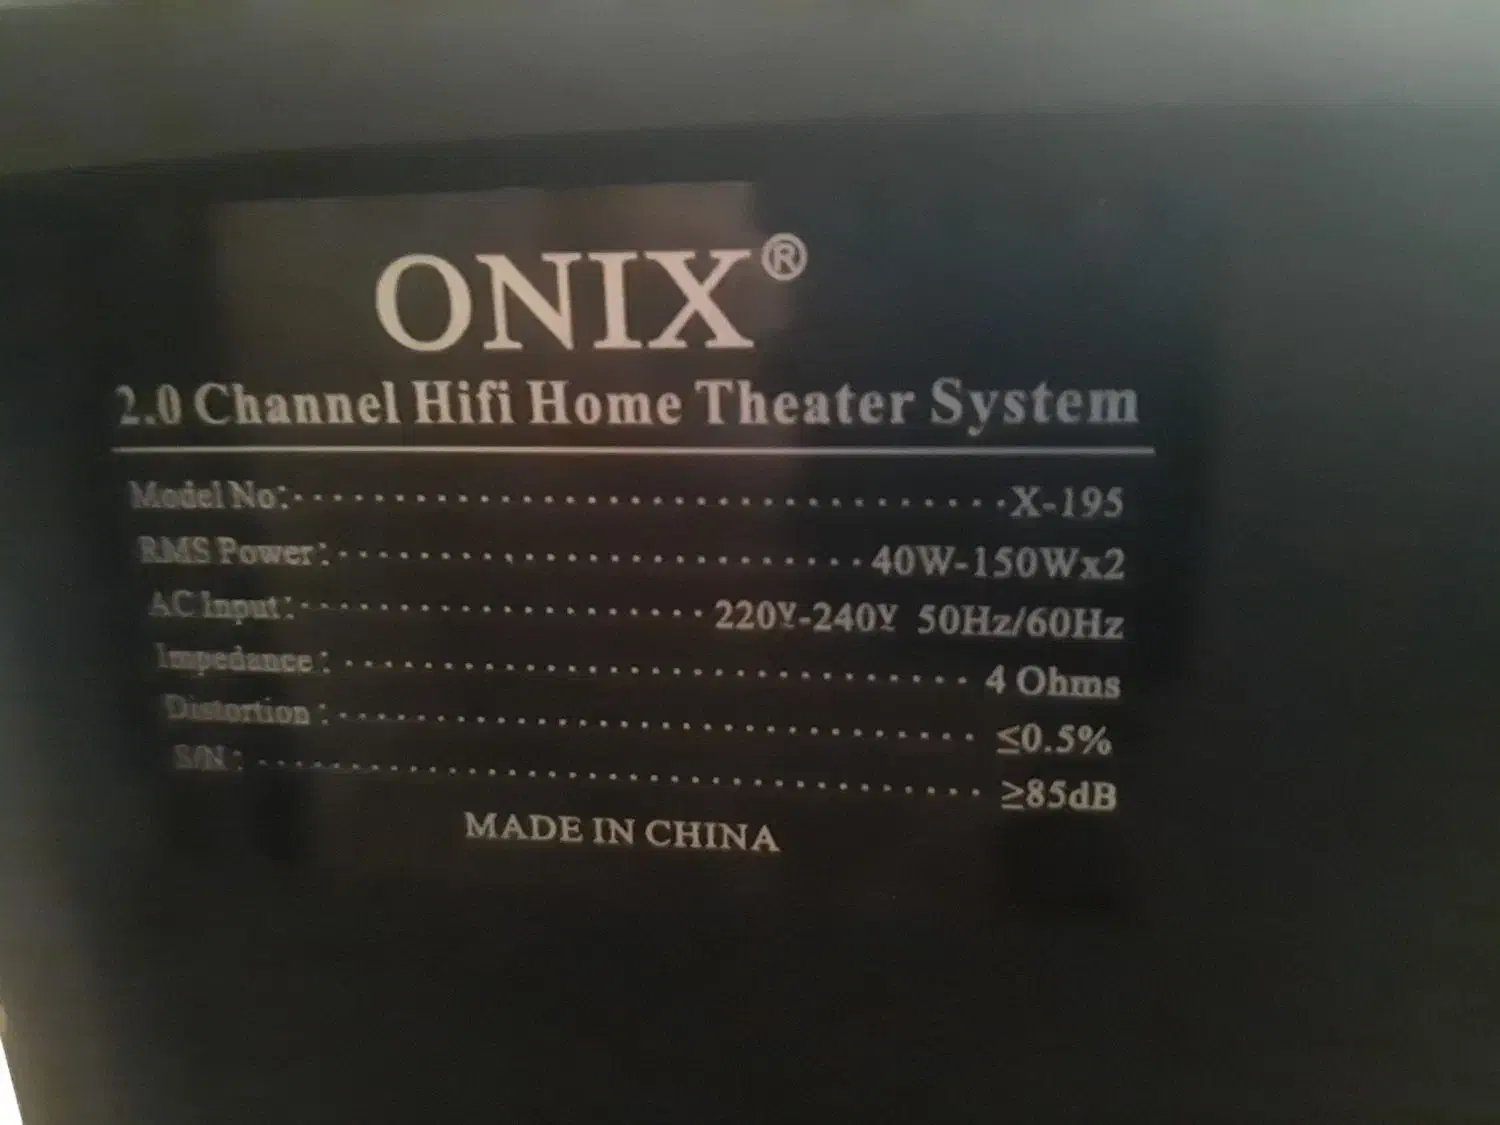 ONIX®
2.0 Channel Hifi Home Theater System
Model No:..................................X-195
RMS Power:..........................40W-150Wx2
AC Input:....................220V-240V 50Hz/60Hz
Impedance:..............................4 Ohms
Distortion:...............................≤0.5%
S/N:...................................≥85dB
MADE IN CHINA